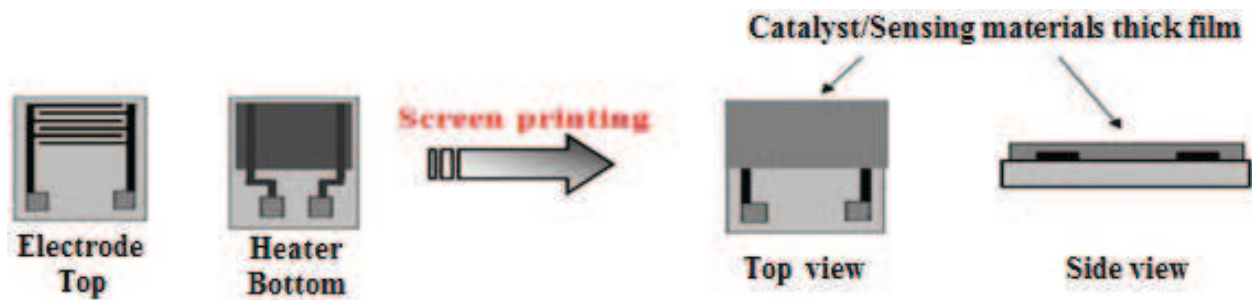 Catalyst/Sensing materials thick film
Screen printing
Electrode
Top
Heater
Bottom
Top view
Side view